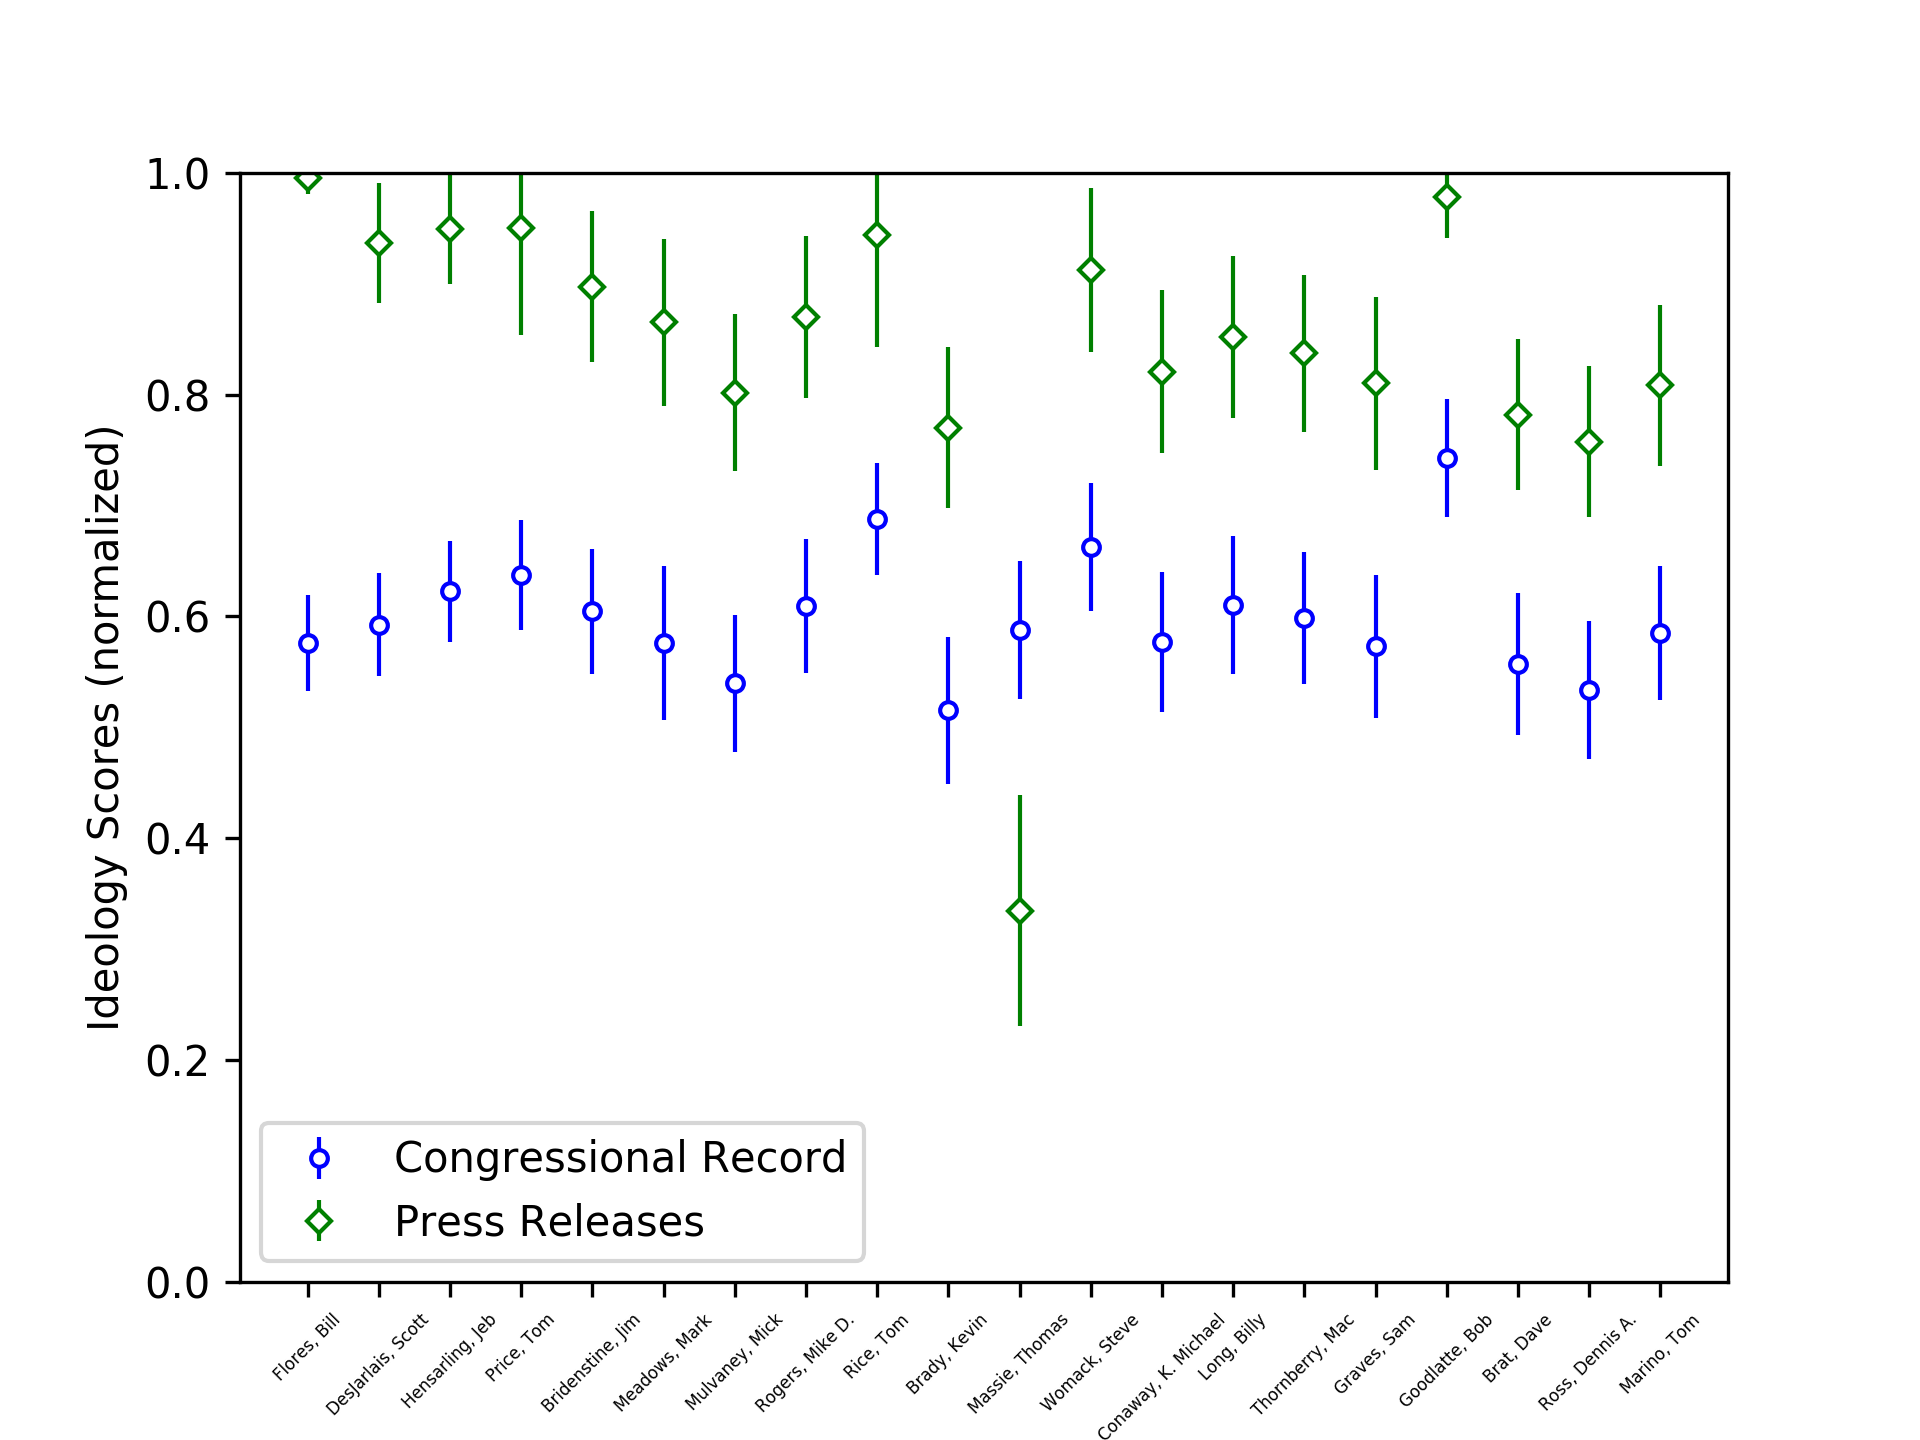 1.0
0.8
0.6
0.4
0.2
0.0
Ideology Scores (normalized)
Congressional Record
Press Releases
Flores, Bill
DesJarlais, Scott
Hensarling, Jeb
Price, Tom
Bridenstine, Jim
Meadows, Mark
Mulvaney, Mick
Rogers, Mike D.
Rice, Tom
Brady, Kevin
Massie, Thomas
Womack, Steve
Conaway, K. Michael
Long, Billy
Thornberry, Mac
Graves, Sam
Goodlatte, Bob
Brat, Dave
Ross, Dennis A.
Marino, Tom